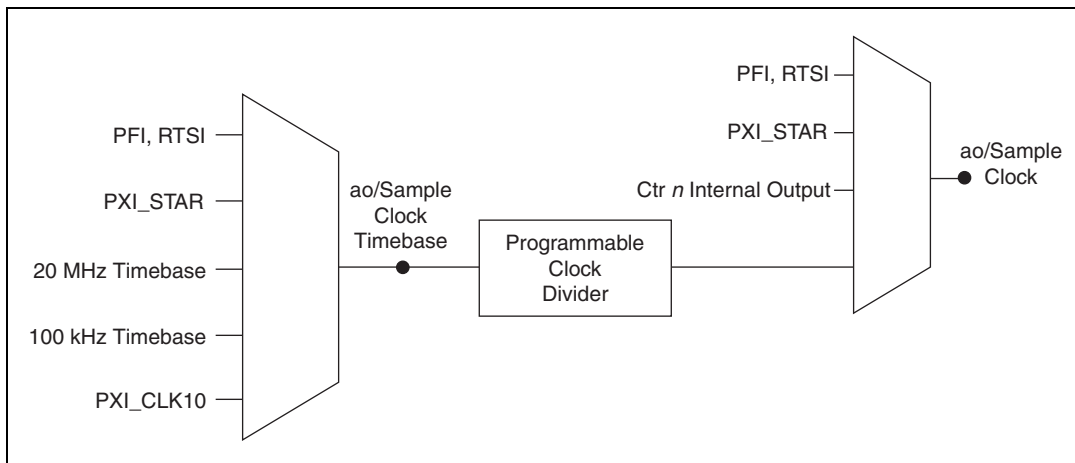 PFI, RTSI
PXI_STAR
20 MHz Timebase
100 kHz Timebase
PXI_CLK10
ao/Sample
Clock
Timebase
Programmable
Clock
Divider
PFI, RTSI
PXI_STAR
Ctr n Internal Output
ao/Sample
Clock